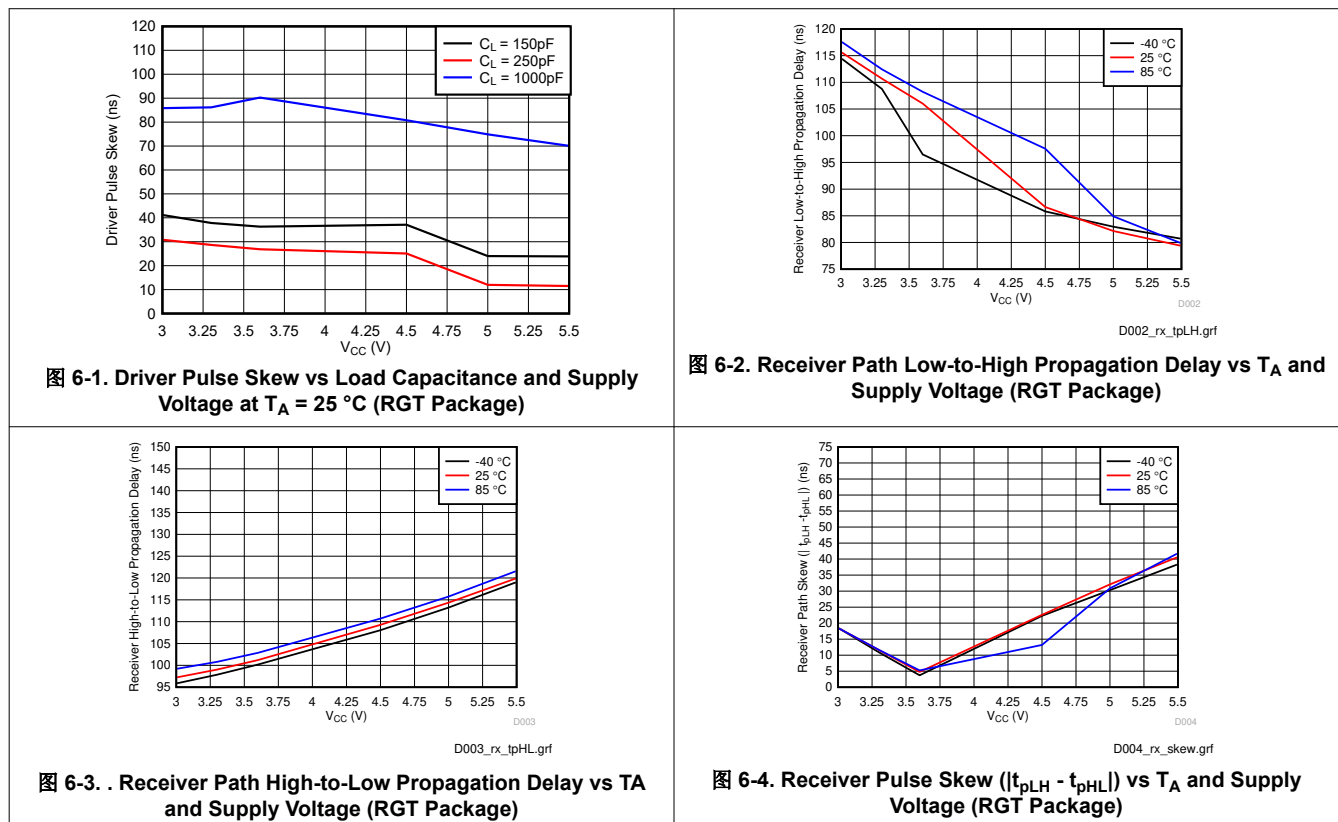 120
110
100
90
80
70
60
50
40
30
20
10
0
Driver Pulse Skew (ns)
C_L = 150pF
C_L = 250pF
C_L = 1000pF
3 3.25 3.5 3.75 4 4.25 4.5 4.75 5 5.25 5.5
V_CC (V)
图 6-1. Driver Pulse Skew vs Load Capacitance and Supply
Voltage at T_A = 25 °C (RGT Package)
120
115
110
105
100
95
90
85
80
75
Receiver Low-to-High Propagation Delay (ns)
-40 °C
25 °C
85 °C
3 3.25 3.5 3.75 4 4.25 4.5 4.75 5 5.25 5.5
V_CC (V)
D002
D002_rx_tpLH.grf
图 6-2. Receiver Path Low-to-High Propagation Delay vs T_A and
Supply Voltage (RGT Package)
150
145
140
135
130
125
120
115
110
105
100
95
Receiver High-to-Low Propagation Delay (ns)
-40 °C
25 °C
85 °C
3 3.25 3.5 3.75 4 4.25 4.5 4.75 5 5.25 5.5
V_CC (V)
D003
D003_rx_tpHL.grf
图 6-3. . Receiver Path High-to-Low Propagation Delay vs TA
and Supply Voltage (RGT Package)
75
70
65
60
55
50
45
40
35
30
25
20
15
10
5
0
Receiver Path Skew (| t_pLH -t_pHL |) (ns)
-40 °C
25 °C
85 °C
3 3.25 3.5 3.75 4 4.25 4.5 4.75 5 5.25 5.5
V_CC (V)
D004
D004_rx_skew.grf
图 6-4. Receiver Pulse Skew (|t_pLH - t_pHL|) vs T_A and Supply
Voltage (RGT Package)